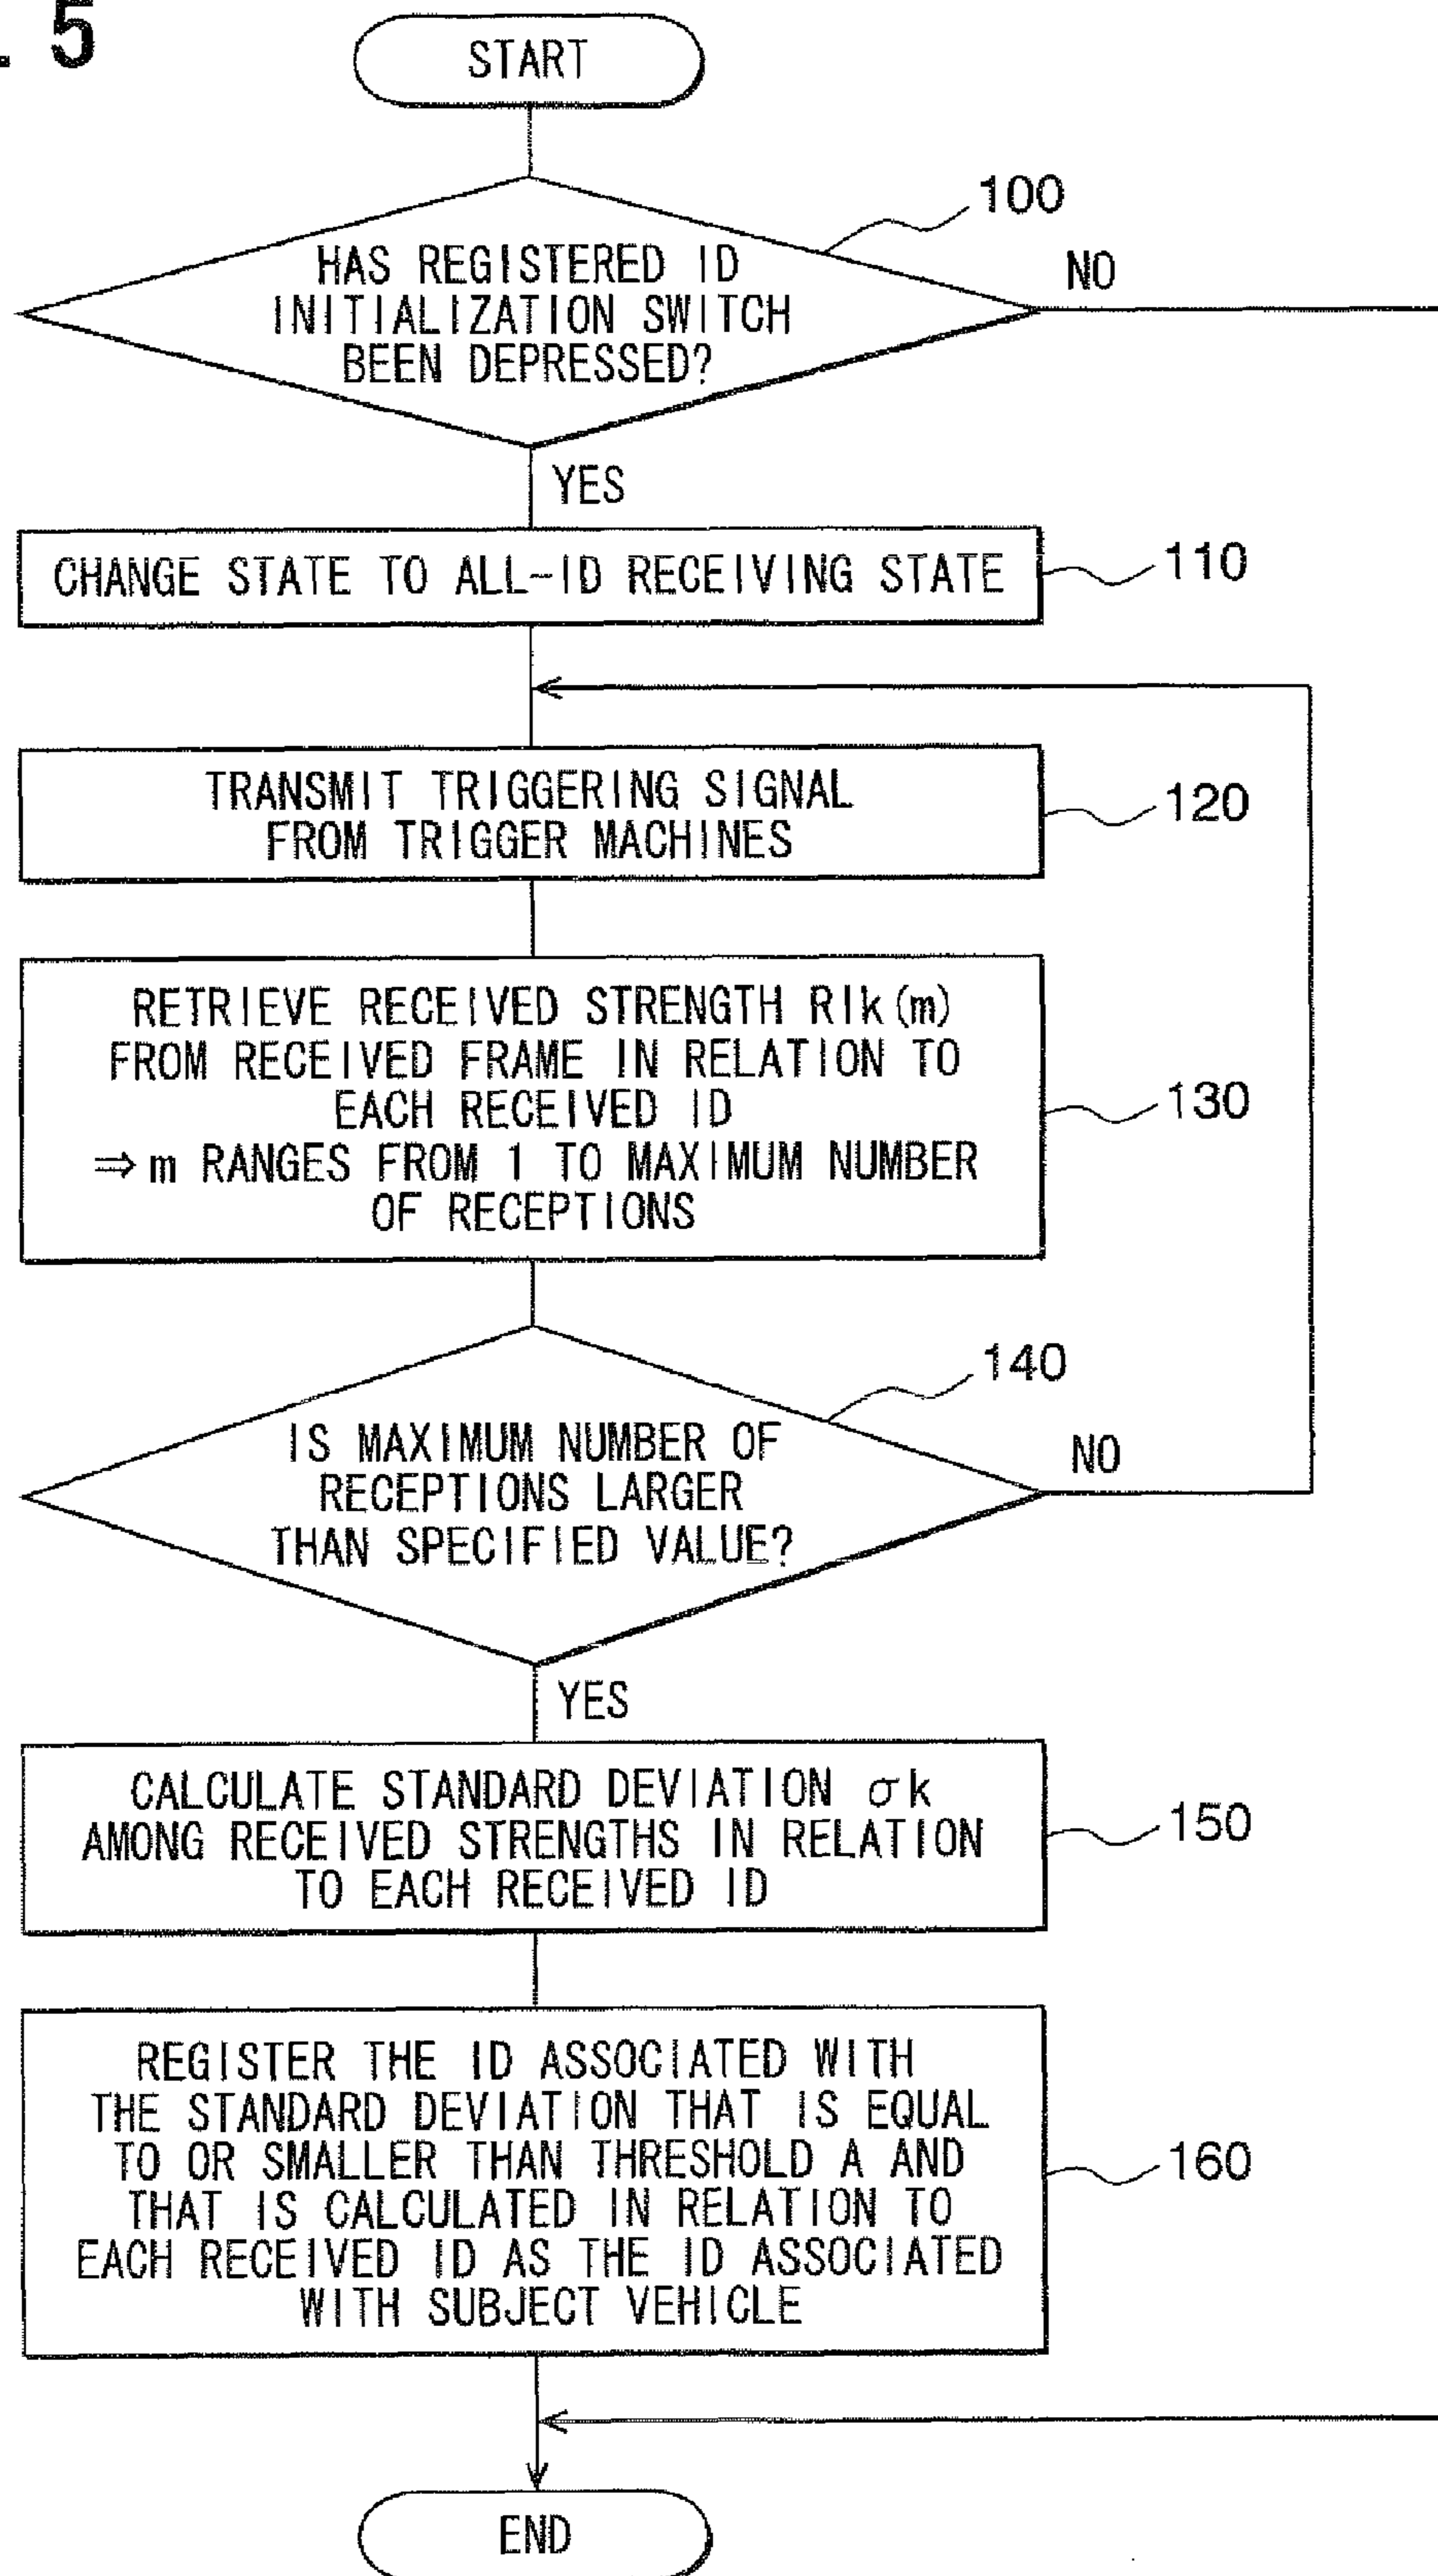 . 5
START
100
HAS REGISTERED ID
INITIALIZATION SWITCH
BEEN DEPRESSED?
NO
YES
CHANGE STATE TO ALL-ID RECEIVING STATE
110
TRANSMIT TRIGGERING SIGNAL
FROM TRIGGER MACHINES
120
RETRIEVE RECEIVED STRENGTH RIk(m)
FROM RECEIVED FRAME IN RELATION TO
EACH RECEIVED ID
⇒ m RANGES FROM 1 TO MAXIMUM NUMBER
OF RECEPTIONS
130
140
IS MAXIMUM NUMBER OF
RECEPTIONS LARGER
THAN SPECIFIED VALUE?
NO
YES
CALCULATE STANDARD DEVIATION σk
AMONG RECEIVED STRENGTHS IN RELATION
TO EACH RECEIVED ID
150
REGISTER THE ID ASSOCIATED WITH
THE STANDARD DEVIATION THAT IS EQUAL
TO OR SMALLER THAN THRESHOLD A AND
THAT IS CALCULATED IN RELATION TO
EACH RECEIVED ID AS THE ID ASSOCIATED
WITH SUBJECT VEHICLE
160
END